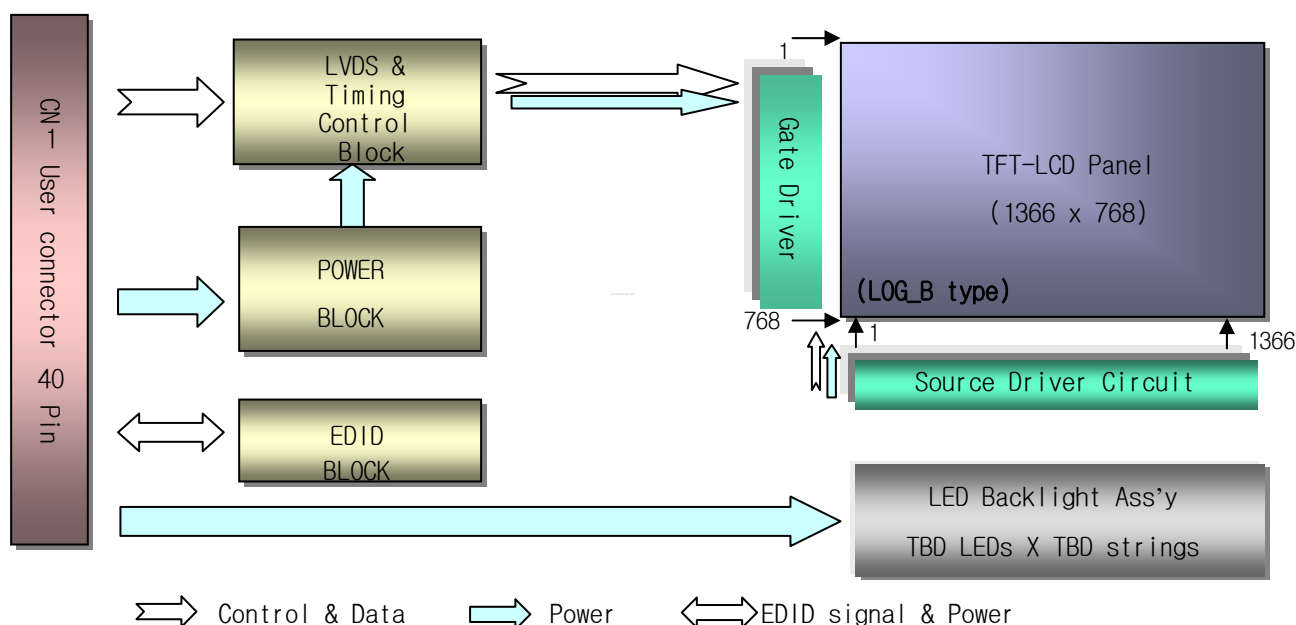 CN-1 User connector 40 Pin
LVDS &
Timing
Control
Block
POWER
BLOCK
EDID
BLOCK
1
Gate Driver
768
TFT-LCD Panel
(1366 x 768)
(LOG_B type)
1
1366
Source Driver Circuit
LED Backlight Ass’y
TBD LEDs X TBD strings
Control & Data
Power
EDID signal & Power